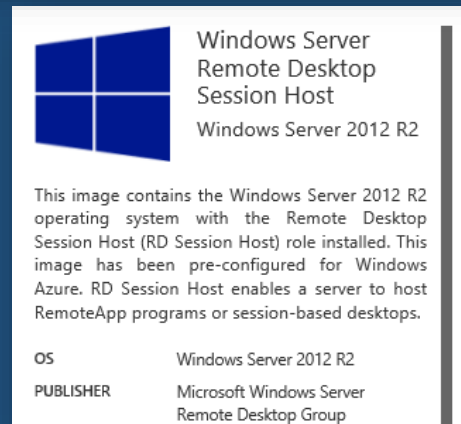 Windows Server
Remote Desktop
Session Host
Windows Server 2012 R2
This image contains the Windows Server 2012 R2
operating system with the Remote Desktop
Session Host (RD Session Host) role installed. This
image has been pre-configured for Windows
Azure. RD Session Host enables a server to host
RemoteApp programs or session-based desktops.
OS Windows Server 2012 R2
PUBLISHER Microsoft Windows Server
Remote Desktop Group